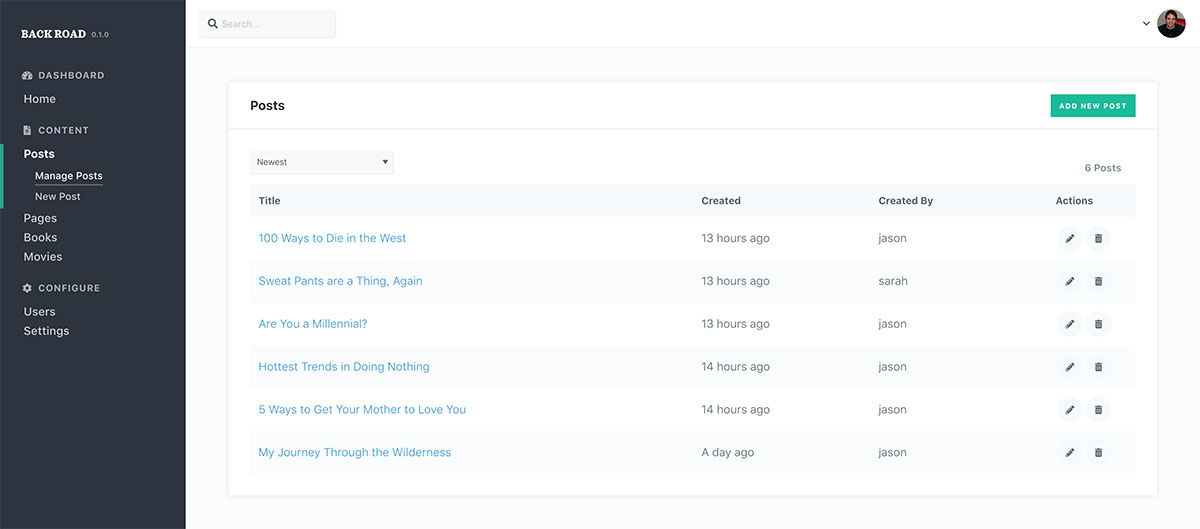 BACK ROAD 0.1.0
Search...
DASHBOARD
Home
CONTENT
Posts
Manage Posts
New Post
Pages
Books
Movies
CONFIGURE
Users
Settings
Posts
ADD NEW POST
Newest
6 Posts
Title Created Created By Actions
100 Ways to Die in the West 13 hours ago jason
Sweat Pants are a Thing, Again 13 hours ago sarah
Are You a Millennial? 13 hours ago jason
Hottest Trends in Doing Nothing 14 hours ago jason
5 Ways to Get Your Mother to Love You 14 hours ago jason
My Journey Through the Wilderness A day ago jason